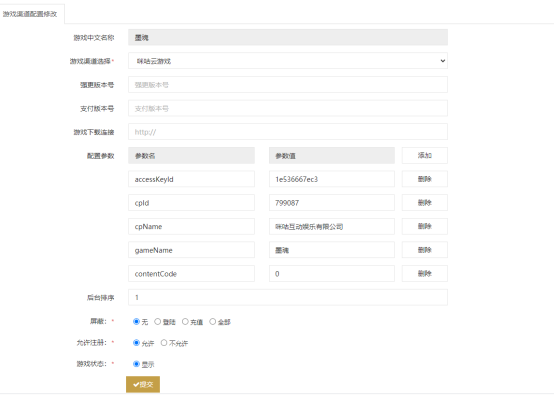 游戏渠道配置修改
游戏中文名称 墨魂
游戏渠道选择* 咪咕云游戏
强更版本号 强更版本号
支付版本号 支付版本号
游戏下载连接 http://
配置参数 参数名 参数值 添加
accessKeyId 1e536667ec3 删除
cpId 799087 删除
cpName 咪咕互动娱乐有限公司 删除
gameName 墨魂 删除
contentCode 0 删除
后台排序 1
屏蔽：* 无 登陆 充值 全部
允许注册：* 允许 不允许
游戏状态：* 显示
提交